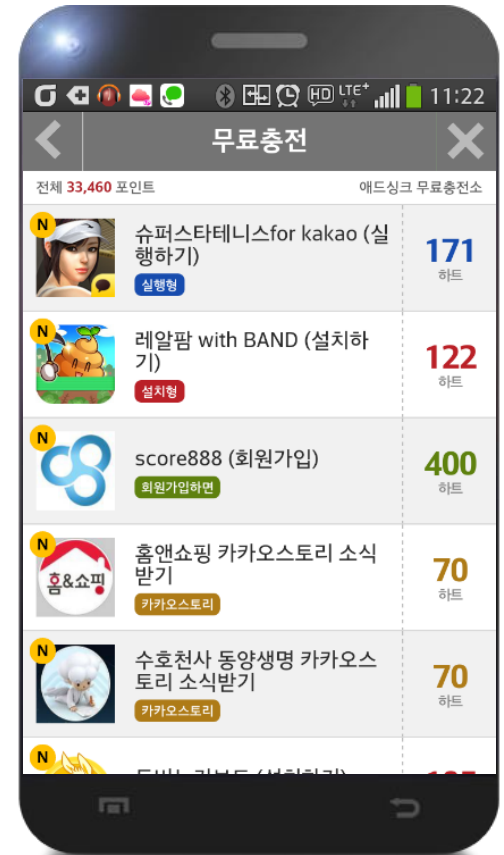 HD LTE+ 11:22
무료충전
전체 33,460 포인트
애드싱크 무료충전소
N
슈퍼스타테니스for kakao (실
행하기)
실행형
171
하트
N
레알팜 with BAND (설치하
기)
설치형
122
하트
N
score888 (회원가입)
회원가입하면
400
하트
N
홈&쇼핑
홈앤쇼핑 카카오스토리 소식
받기
카카오스토리
70
하트
N
수호천사 동양생명 카카오스
토리 소식받기
카카오스토리
70
하트
N